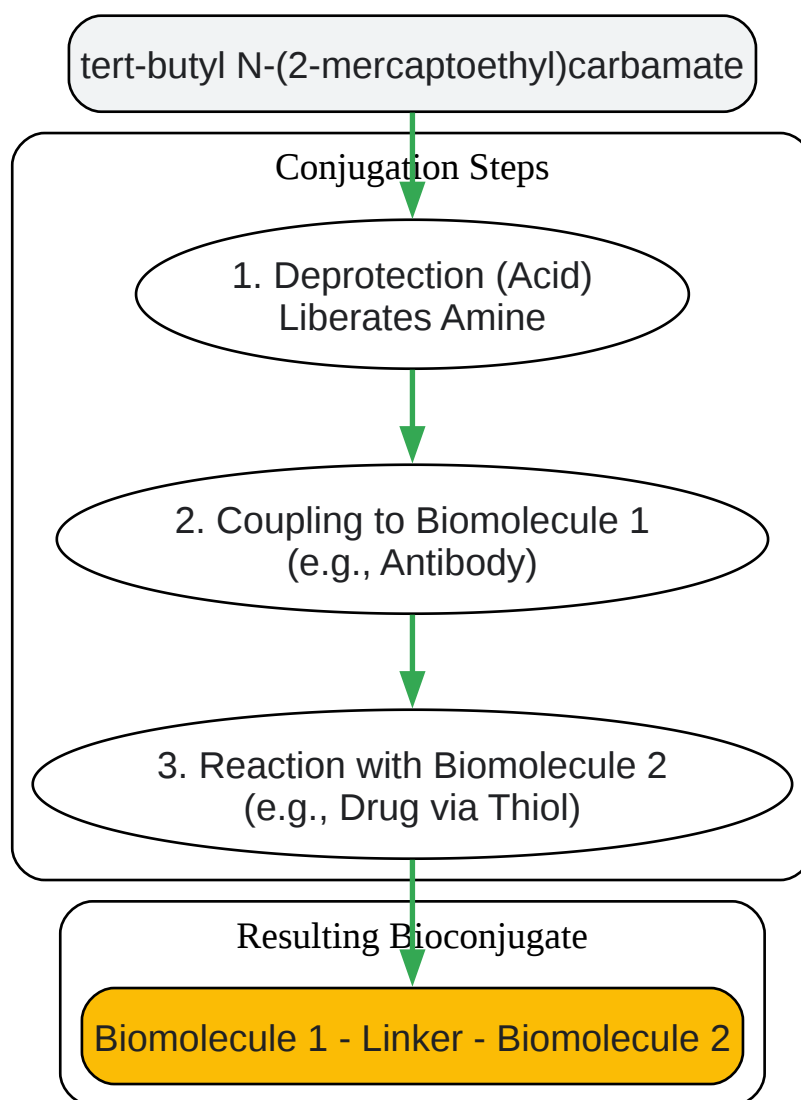 tert-butyl N-(2-mercaptoethyl)carbamate
Conjugation Steps
1. Deprotection (Acid)
Liberates Amine
2. Coupling to Biomolecule 1
(e.g., Antibody)
3. Reaction with Biomolecule 2
(e.g., Drug via Thiol)
Resulting Bioconjugate
Biomolecule 1 - Linker - Biomolecule 2